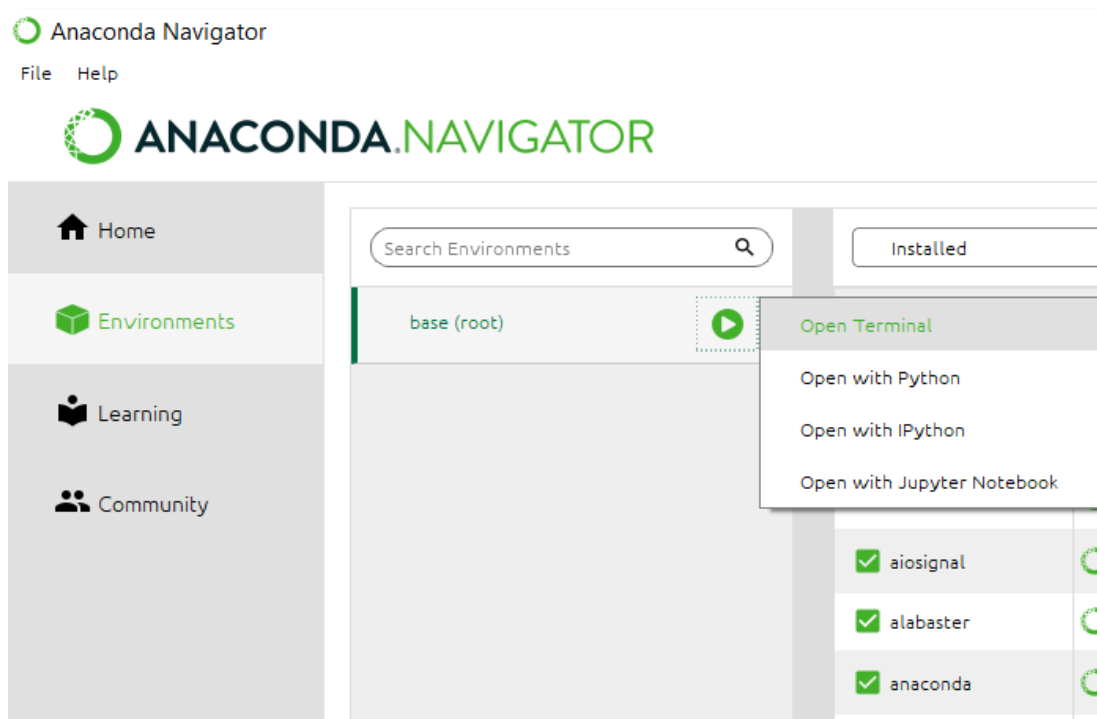 Anaconda Navigator
File Help
ANACONDA.NAVIGATOR
Home
Environments
Learning
Community
Search Environments
base (root)
Installed
Open Terminal
Open with Python
Open with IPython
Open with Jupyter Notebook
aiosignal
alabaster
anaconda